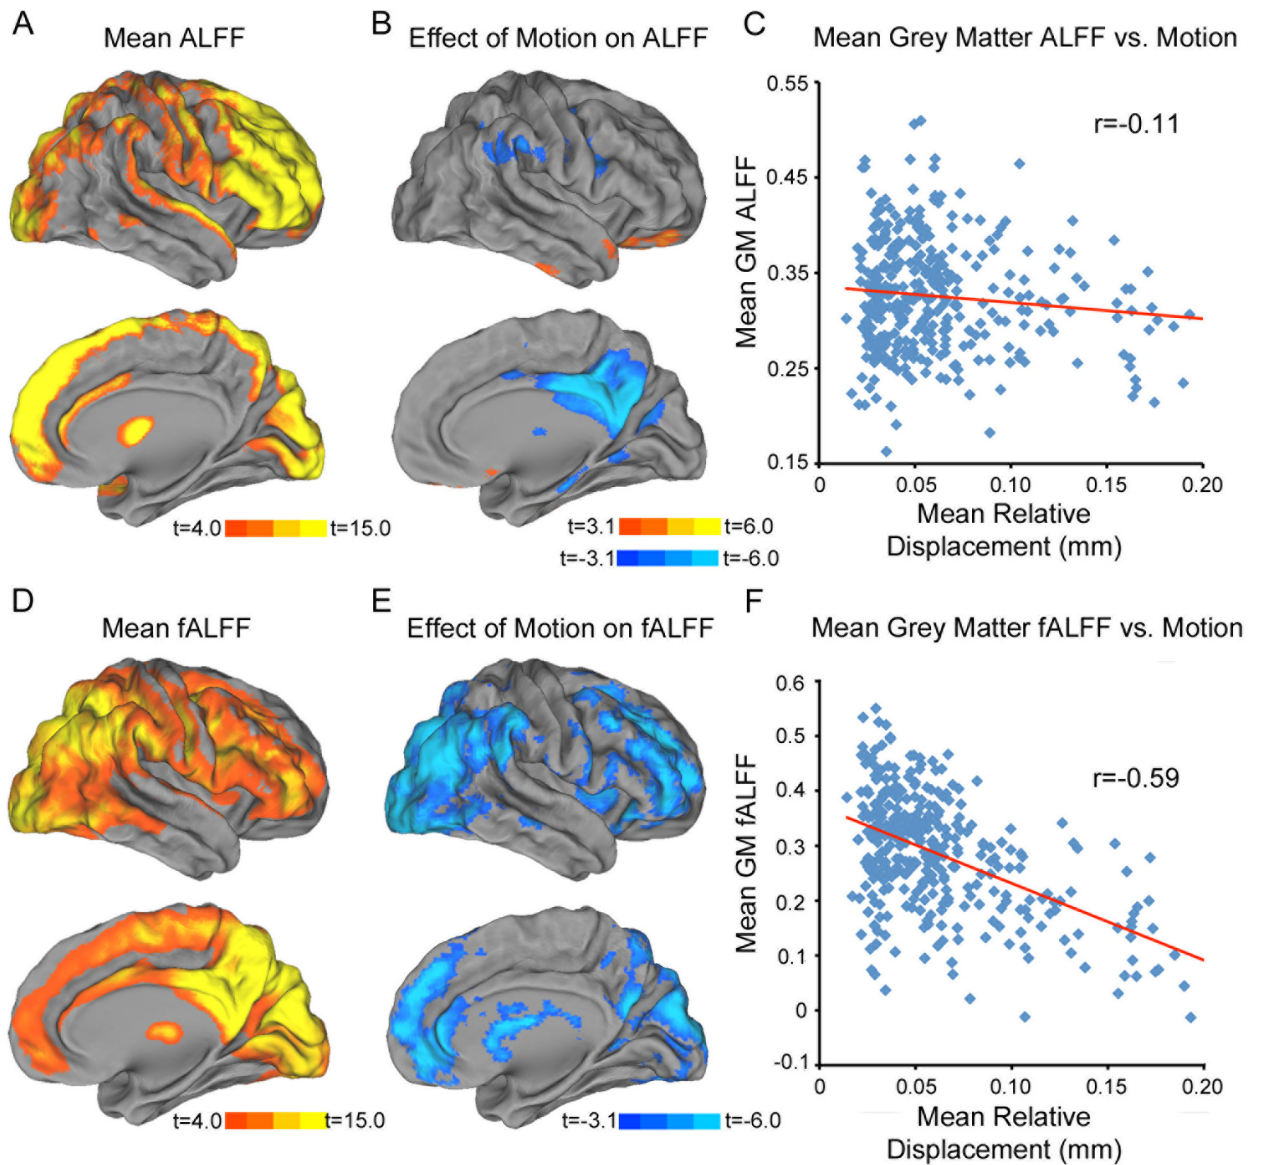 A
Mean ALFF
B
Effect of Motion on ALFF
C
Mean Grey Matter ALFF vs. Motion
0.55
0.45
0.35
0.25
0.15
Mean GM ALFF
r=-0.11
0
0.05
0.10
0.15
0.20
Mean Relative
Displacement (mm)
t=4.0
t=15.0
t=3.1
t=6.0
t=-3.1
t=-6.0
D
Mean fALFF
E
Effect of Motion on fALFF
F
Mean Grey Matter fALFF vs. Motion
0.6
0.5
0.4
0.3
0.2
0.1
0
-0.1
Mean GM fALFF
r=-0.59
0
0.05
0.10
0.15
0.20
Mean Relative
Displacement (mm)
t=4.0
t=15.0
t=-3.1
t=-6.0